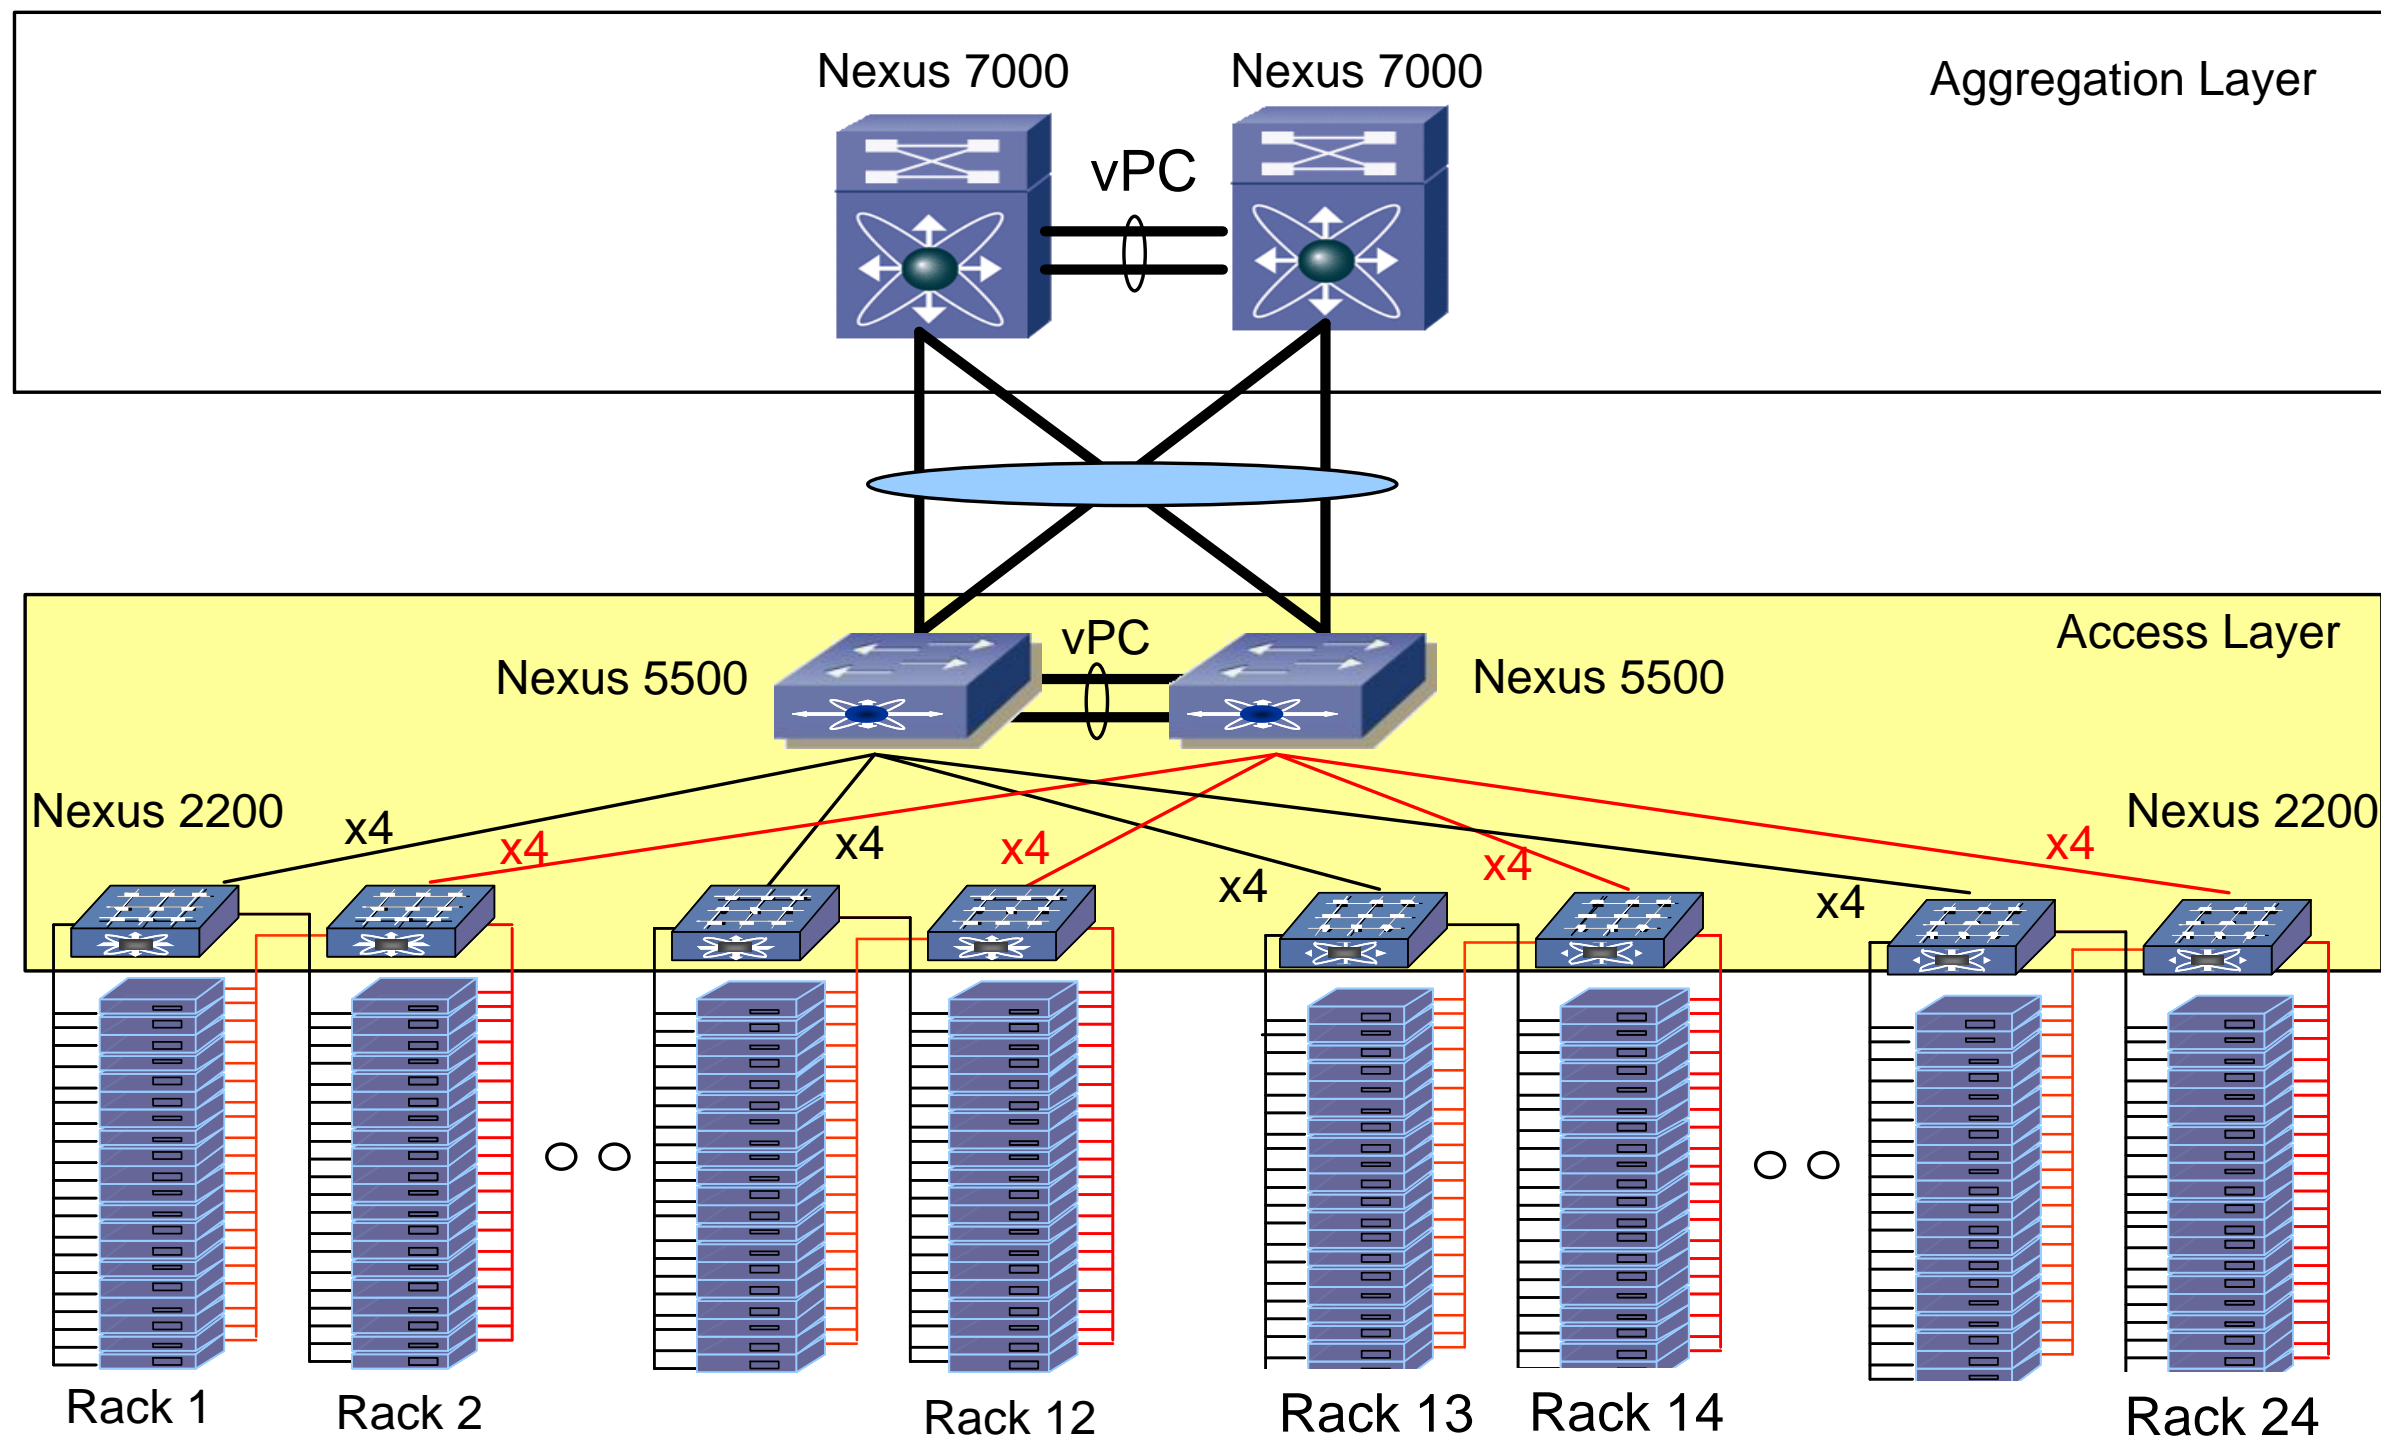 Nexus 7000
Nexus 7000
Aggregation Layer
vPC
Access Layer
vPC
Nexus 5500
Nexus 5500
Nexus 2200
Nexus 2200
x4
x4
x4
x4
x4
x4
x4
x4
Rack 1
Rack 2
Rack 12
Rack 13
Rack 14
Rack 24